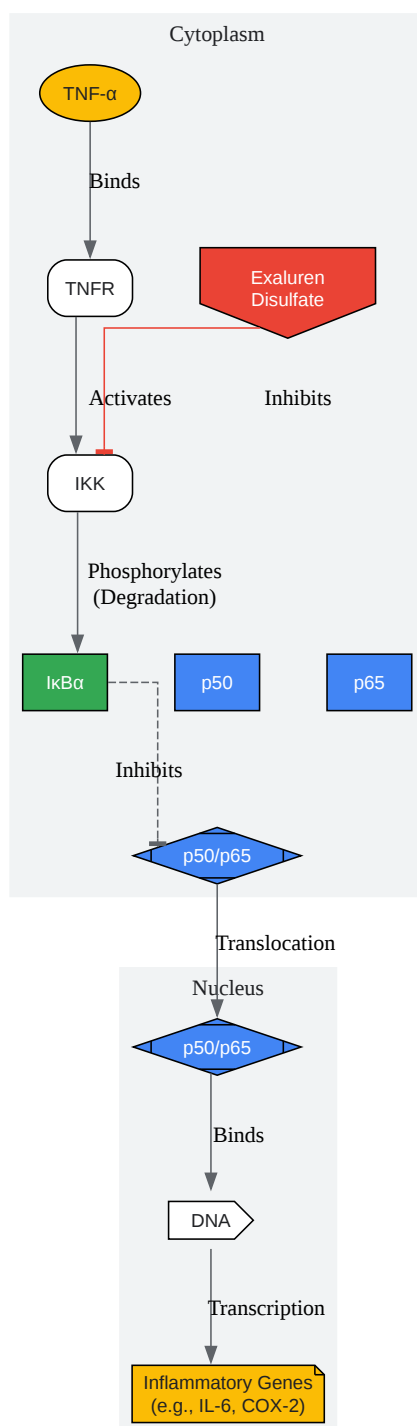 Cytoplasm
TNF-α
Binds
TNFR
Exaluren
Disulfate
Activates
Inhibits
IKK
Phosphorylates
(Degradation)
IκBα
p50
p65
Inhibits
p50/p65
Translocation
Nucleus
p50/p65
Binds
DNA
Transcription
Inflammatory Genes
(e.g., IL-6, COX-2)